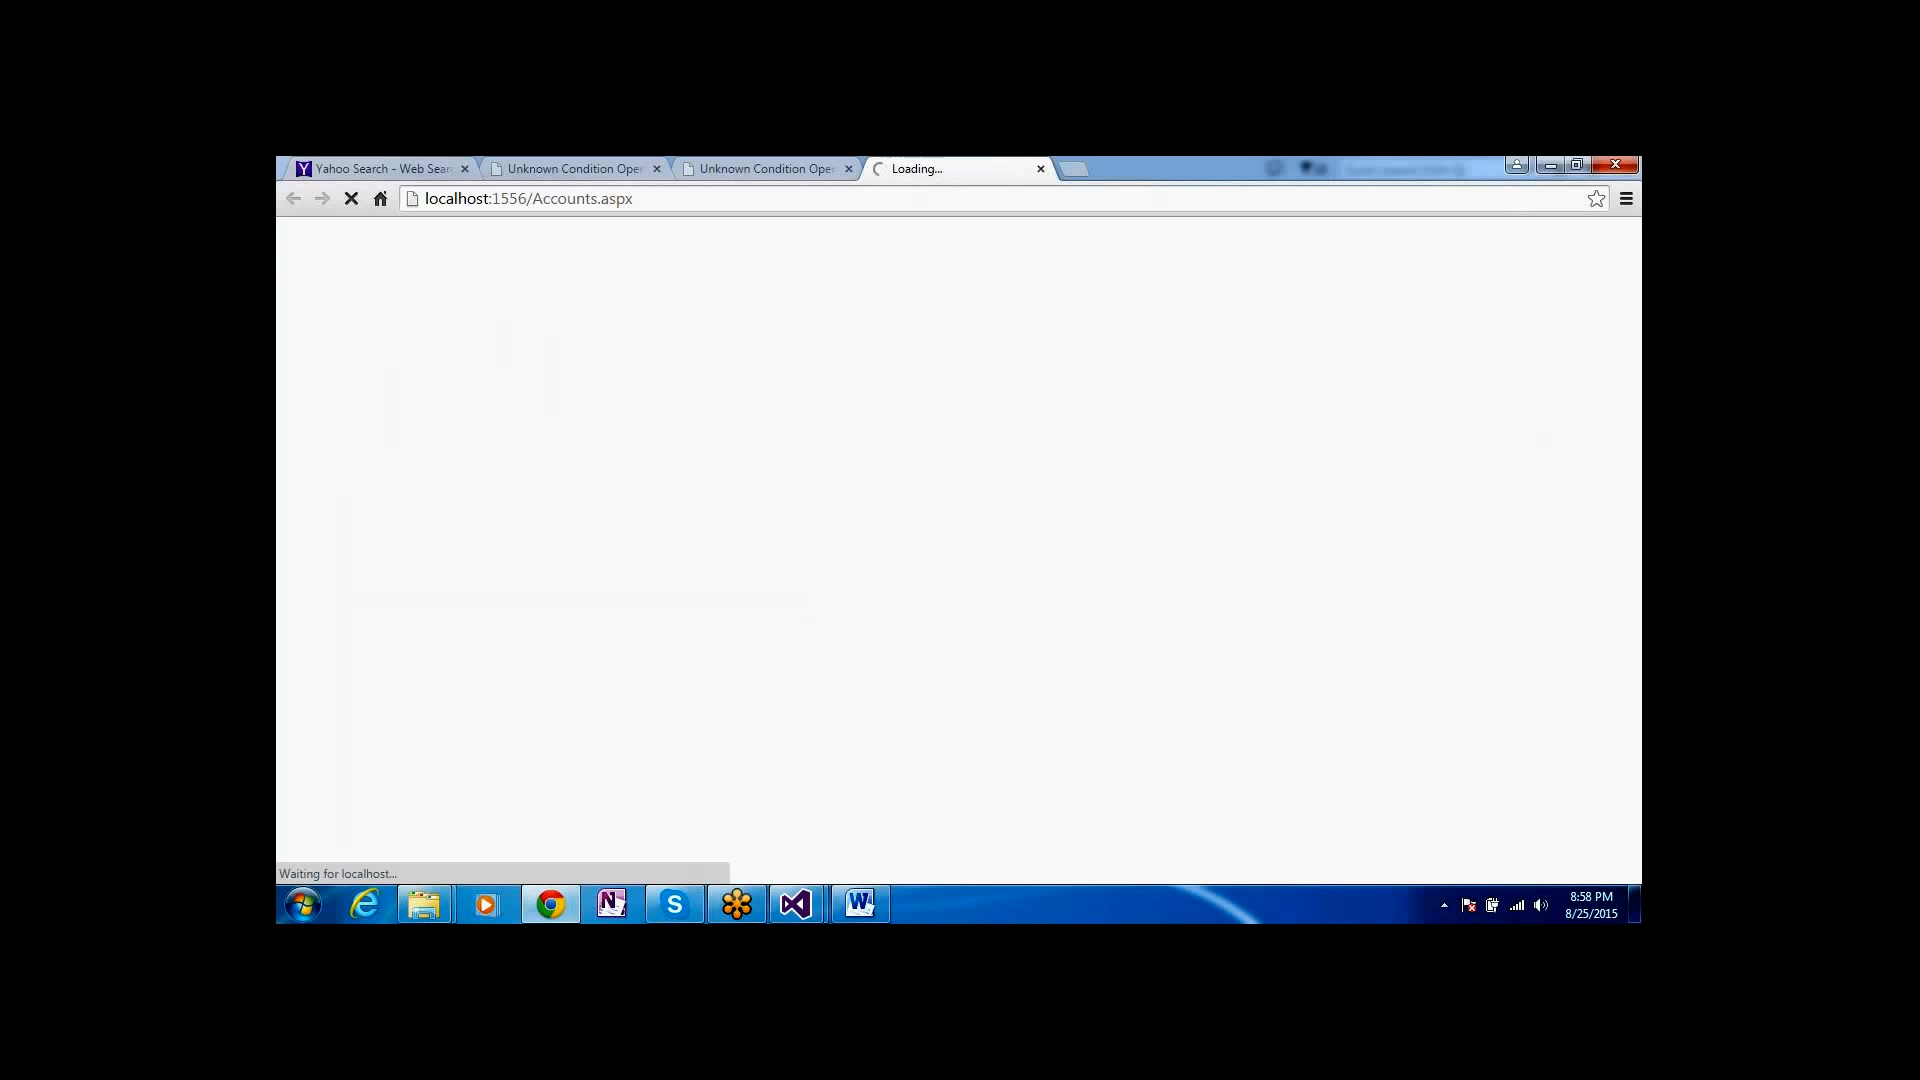 Yahoo Search - Web Sear
Unknown Condition Oper
Unknown Condition Oper
Loading...
localhost:1556/Accounts.aspx
Waiting for localhost...
8:58 PM
8/25/2015